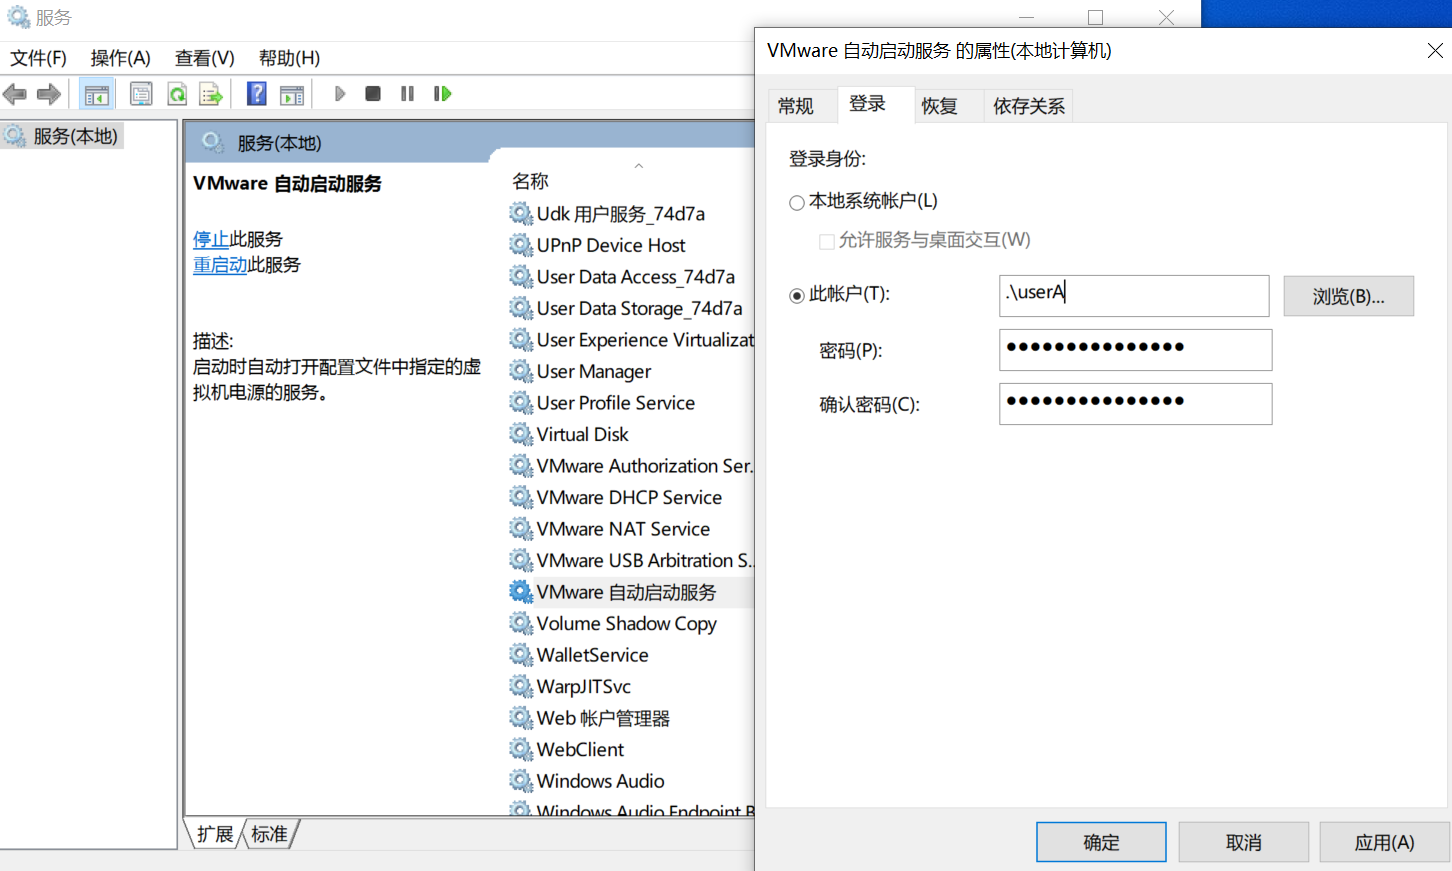 服务
文件(F) 操作(A) 查看(V) 帮助(H)
服务(本地)
服务(本地)
VMware 自动启动服务
停止此服务
重启动此服务
描述:
启动时自动打开配置文件中指定的虚
拟机电源的服务。
名称
Udk 用户服务_74d7a
UPnP Device Host
User Data Access_74d7a
User Data Storage_74d7a
User Experience Virtualizat
User Manager
User Profile Service
Virtual Disk
VMware Authorization Ser.
VMware DHCP Service
VMware NAT Service
VMware USB Arbitration S..
VMware 自动启动服务
Volume Shadow Copy
WalletService
WarpJITSvc
Web 帐户管理器
WebClient
Windows Audio
Windows Audio Endpoint B
扩展 标准
VMware 自动启动服务 的属性(本地计算机)
常规 登录 恢复 依存关系
登录身份:
本地系统帐户(L)
允许服务与桌面交互(W)
此帐户(T): .\userA 浏览(B)...
密码(P): ●●●●●●●●●●●●●●●
确认密码(C): ●●●●●●●●●●●●●●●
确定 取消 应用(A)